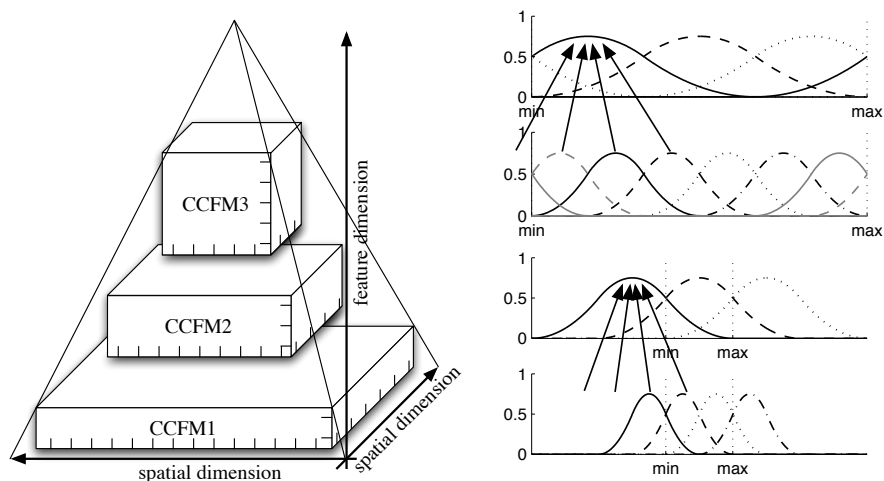 CCFM3
CCFM2
CCFM1
feature dimension
spatial dimension
spatial dimension
1
0.5
0
min
max
1
0.5
0
min
max
1
0.5
0
min
max
1
0.5
0
min
max